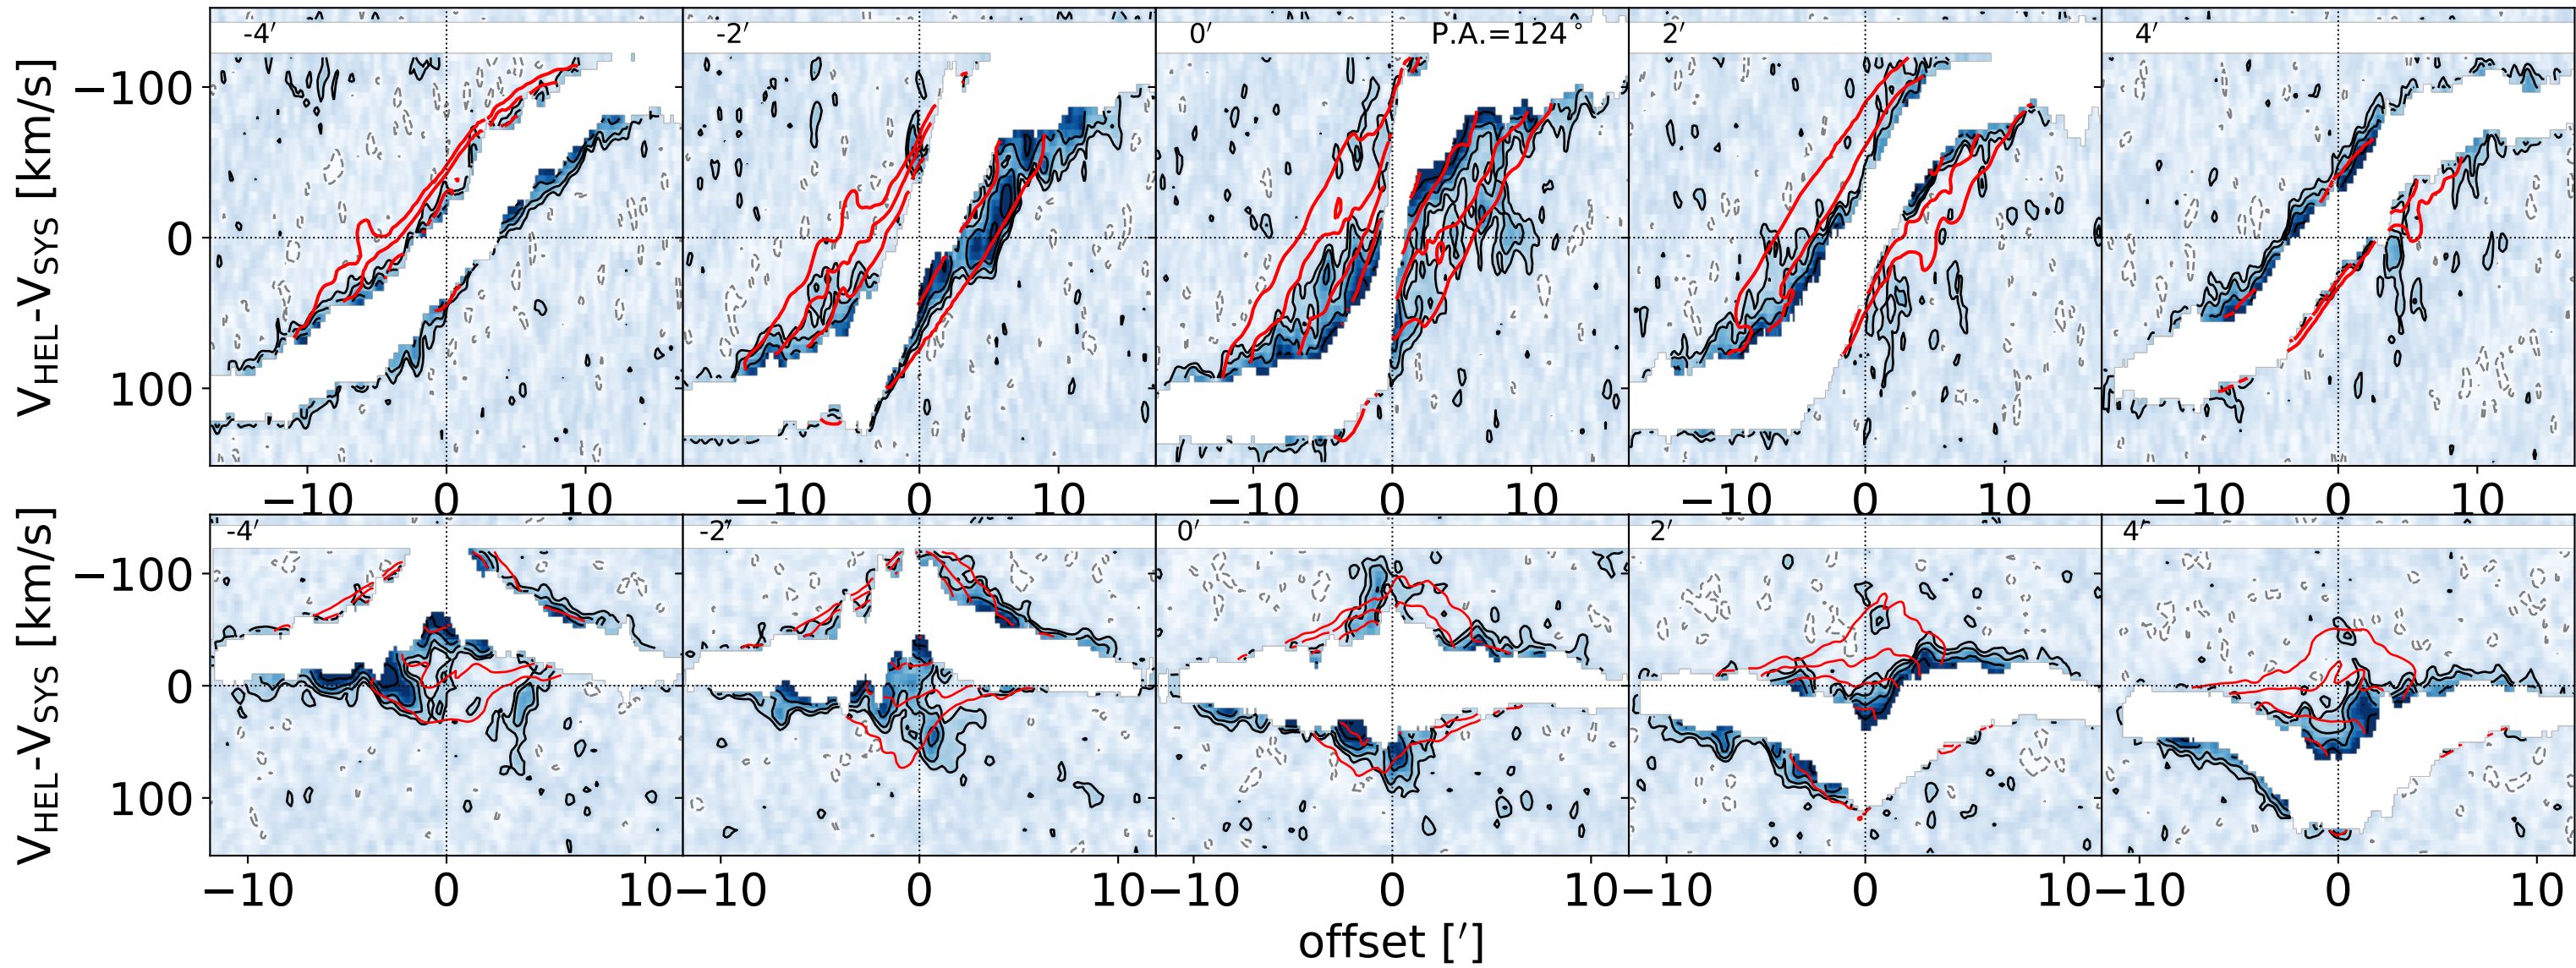 -4′ -2′ 0′ P.A.=124° 2′ 4′
V_HEL-V_SYS [km/s]
−100
0
100
−10 0 10 −10 0 10 −10 0 10 −10 0 10 −10 0 10
-4′ -2′ 0′ 2′ 4′
V_HEL-V_SYS [km/s]
−100
0
100
−10 0 10 −10 0 10 −10 0 10 −10 0 10 −10 0 10
offset [′]